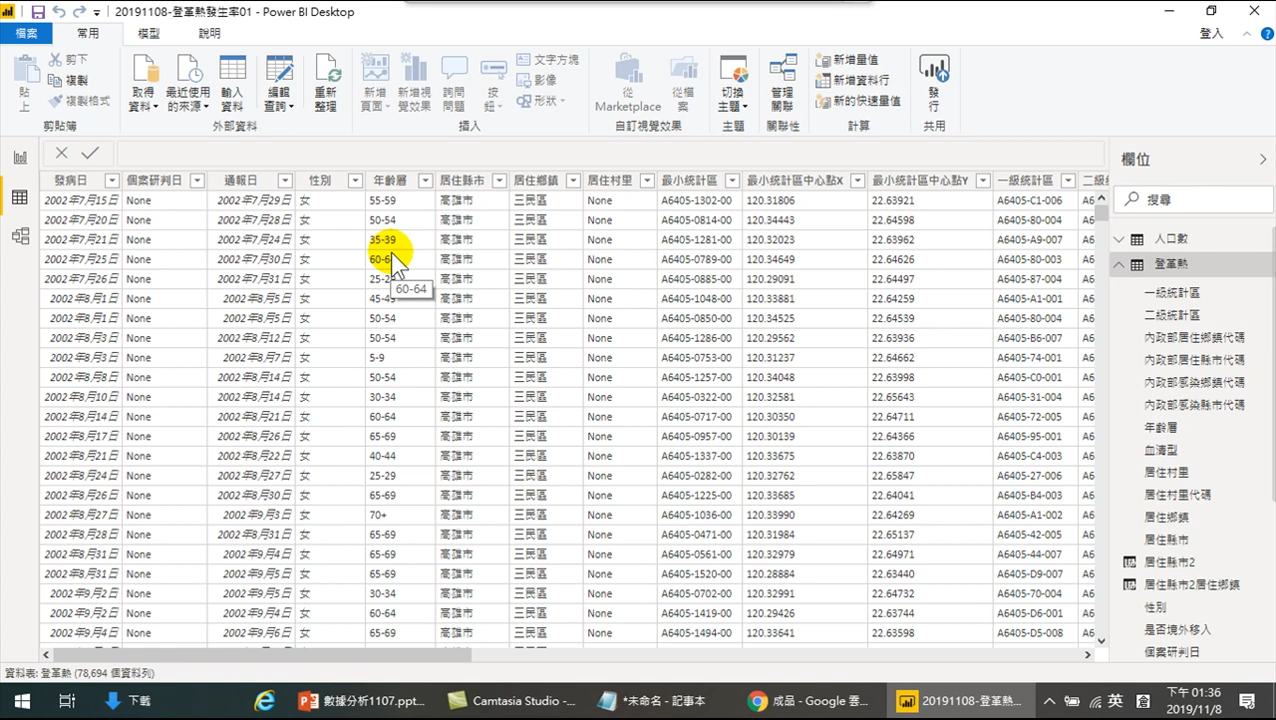 20191108-登革熱發生率01 - Power BI Desktop
檔案 常用 模型 說明 登入
貼上 剪下 複製 複製格式 取得資料 最近使用的來源 輸入資料 編輯查詢 重新整理 新增頁面 新增視覺效果 詢問問題 按鈕 文字方塊 影像 形狀 從 Marketplace 從檔案 切換主題 管理關聯 新增量值 新增資料行 新的快速量值 發行
剪貼簿 外部資料 插入 自訂視覺效果 主題 關聯性 計算 共用
發病日 個案研判日 通報日 性別 年齡層 居住縣市 居住鄉鎮 居住村里 最小統計區 最小統計區中心點X 最小統計區中心點Y 一級統計區 二級
2002年7月15日 None 2002年7月29日 女 55-59 高雄市 三民區 None A6405-1302-00 120.31806 22.63921 A6405-C1-006 A6
2002年7月20日 None 2002年7月28日 女 50-54 高雄市 三民區 None A6405-0814-00 120.34443 22.64598 A6405-80-004 A6
2002年7月21日 None 2002年7月24日 女 35-39 高雄市 三民區 None A6405-1281-00 120.32023 22.63962 A6405-A9-007 A6
2002年7月25日 None 2002年7月30日 女 60-6 高雄市 三民區 None A6405-0789-00 120.34649 22.64626 A6405-80-004 A6
2002年7月26日 None 2002年7月31日 女 25-2 高雄市 三民區 None A6405-0885-00 120.29091 22.64497 A6405-87-004 A6
60-64
2002年8月1日 None 2002年8月5日 女 45-4 高雄市 三民區 None A6405-1048-00 120.33881 22.64259 A6405-A1-001 A6
2002年8月1日 None 2002年8月5日 女 50-54 高雄市 三民區 None A6405-0850-00 120.34525 22.64539 A6405-80-004 A6
2002年8月3日 None 2002年8月12日 女 50-54 高雄市 三民區 None A6405-1286-00 120.29562 22.63936 A6405-B6-007 A6
2002年8月3日 None 2002年8月7日 女 5-9 高雄市 三民區 None A6405-0753-00 120.31237 22.64662 A6405-74-001 A6
2002年8月8日 None 2002年8月14日 女 50-54 高雄市 三民區 None A6405-1257-00 120.34048 22.63998 A6405-C0-001 A6
2002年8月10日 None 2002年8月14日 女 30-34 高雄市 三民區 None A6405-0322-00 120.32581 22.65643 A6405-31-004 A6
2002年8月14日 None 2002年8月21日 女 60-64 高雄市 三民區 None A6405-0717-00 120.30350 22.64711 A6405-72-005 A6
2002年8月17日 None 2002年8月26日 女 65-69 高雄市 三民區 None A6405-0957-00 120.30139 22.64366 A6405-95-001 A6
2002年8月21日 None 2002年8月22日 女 40-44 高雄市 三民區 None A6405-1337-00 120.33675 22.63870 A6405-C4-003 A6
2002年8月24日 None 2002年8月27日 女 25-29 高雄市 三民區 None A6405-0282-00 120.32762 22.65847 A6405-27-006 A6
2002年8月26日 None 2002年8月30日 女 65-69 高雄市 三民區 None A6405-1225-00 120.33685 22.64041 A6405-B4-003 A6
2002年8月27日 None 2002年9月3日 女 70+ 高雄市 三民區 None A6405-1036-00 120.33990 22.64269 A6405-A1-002 A6
2002年8月28日 None 2002年8月31日 女 65-69 高雄市 三民區 None A6405-0471-00 120.31984 22.65137 A6405-42-005 A6
2002年8月31日 None 2002年9月4日 女 65-69 高雄市 三民區 None A6405-0561-00 120.32979 22.64971 A6405-44-007 A6
2002年8月31日 None 2002年9月5日 女 65-69 高雄市 三民區 None A6405-1520-00 120.28884 22.63440 A6405-D9-007 A6
2002年9月2日 None 2002年9月5日 女 30-34 高雄市 三民區 None A6405-0702-00 120.32991 22.64732 A6405-70-004 A6
2002年9月2日 None 2002年9月4日 女 60-64 高雄市 三民區 None A6405-1419-00 120.29426 22.63744 A6405-D6-001 A6
2002年9月4日 None 2002年9月6日 女 65-69 高雄市 三民區 None A6405-1494-00 120.33641 22.63598 A6405-D5-008 A6
欄位
搜尋
人口數
登革熱
一級統計區
二級統計區
內政部居住鄉鎮代碼
內政部居住縣市代碼
內政部感染鄉鎮代碼
內政部感染縣市代碼
年齡層
血清型
居住村里
居住村里代碼
居住鄉鎮
居住縣市
居住縣市2
居住縣市2居住鄉鎮
性別
是否境外移入
個案研判日
資料表: 登革熱 (78,694 個資料列)
下載 數據分析1107.ppt... Camtasia Studio -... *未命名 - 記事本 成品 - Google 雲... 20191108-登革熱... 英 下午 01:36
2019/11/8